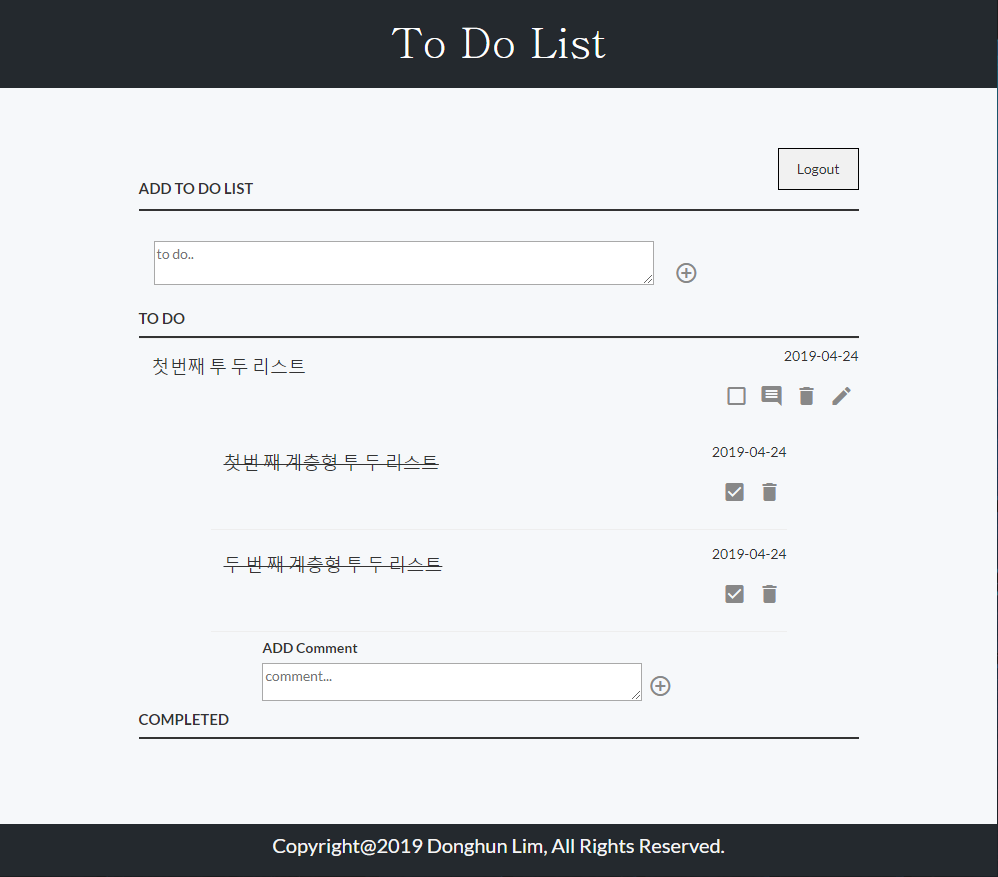 To Do List
Logout
ADD TO DO LIST
to do..
TO DO
첫번째 투 두 리스트
2019-04-24
첫번 째 계층형 투 두 리스트
2019-04-24
두 번 째 계층형 투 두 리스트
2019-04-24
ADD Comment
comment...
COMPLETED
Copyright@2019 Donghun Lim, All Rights Reserved.